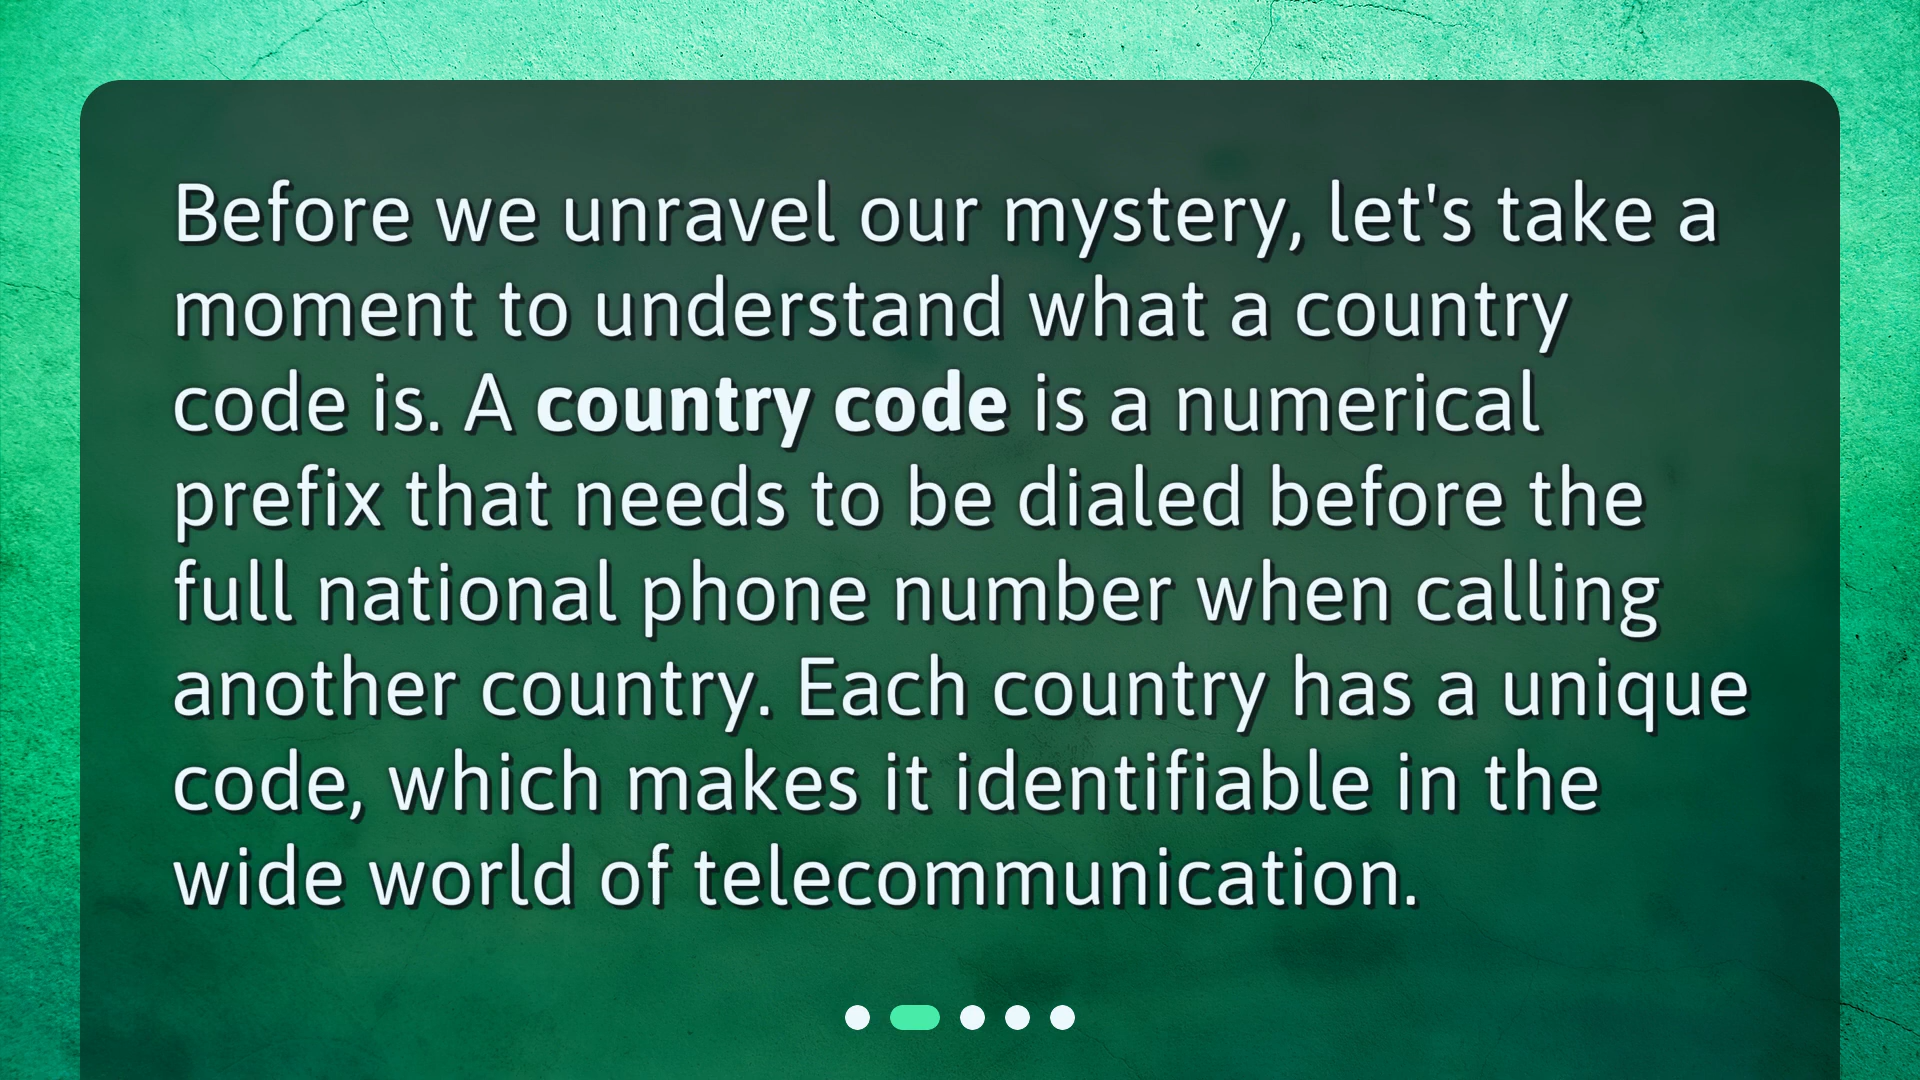 Before we unravel our mystery, let's take a
moment to understand what a country
code is. A country code is a numerical
prefix that needs to be dialed before the
full national phone number when calling
another country. Each country has a unique
code, which makes it identifiable in the
wide world of telecommunication.